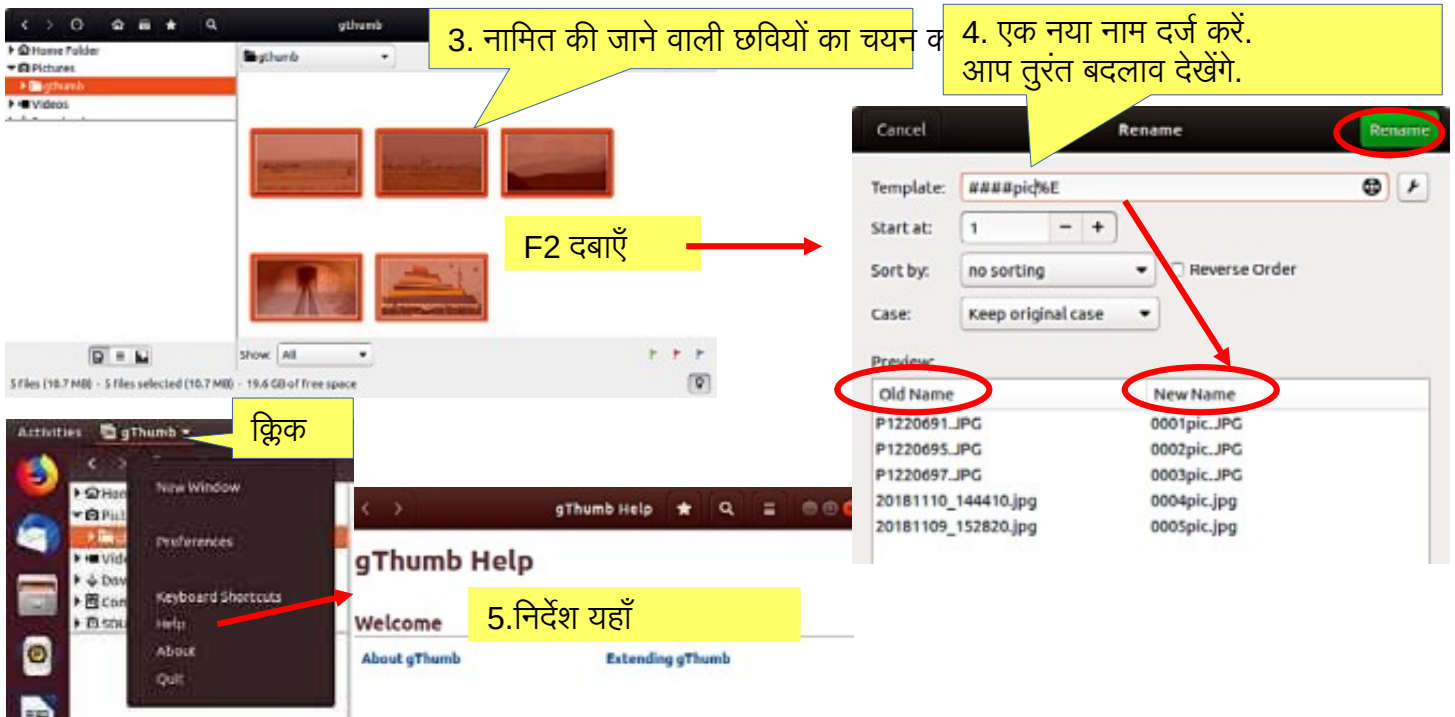 gthumb
3. नामित की जाने वाली छवियों का चयन क
4. एक नया नाम दर्ज करें.
आप तुरंत बदलाव देखेंगे.
Home Folder
Pictures
gthumb
Videos
gthumb
F2 दबाएँ
Show: All
5 files (10.7 MB) - 5 files selected (10.7 MB) - 19.6 GB of free space
Cancel
Rename
Rename
Template: ####pic%E
Start at: 1 - +
Sort by: no sorting Reverse Order
Case: Keep original case
Preview:
Old Name New Name
P1220691.JPG 0001pic.JPG
P1220695.JPG 0002pic.JPG
P1220697.JPG 0003pic.JPG
20181110_144410.jpg 0004pic.jpg
20181109_152820.jpg 0005pic.jpg
Activities gThumb
क्लिक
New Window
Preferences
Keyboard Shortcuts
Help
About
Quit
gThumb Help
gThumb Help
Welcome
5.निर्देश यहाँ
About gThumb Extending gThumb